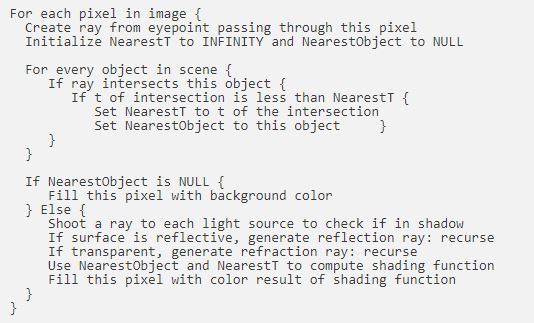 For each pixel in image {
Create ray from eyepoint passing through this pixel
Initialize NearestT to INFINITY and NearestObject to NULL
For every object in scene {
If ray intersects this object {
If t of intersection is less than NearestT {
Set NearestT to t of the intersection
Set NearestObject to this object }
}
}
If NearestObject is NULL {
Fill this pixel with background color
} Else {
Shoot a ray to each light source to check if in shadow
If surface is reflective, generate reflection ray: recurse
If transparent, generate refraction ray: recurse
Use NearestObject and NearestT to compute shading function
Fill this pixel with color result of shading function
}
}